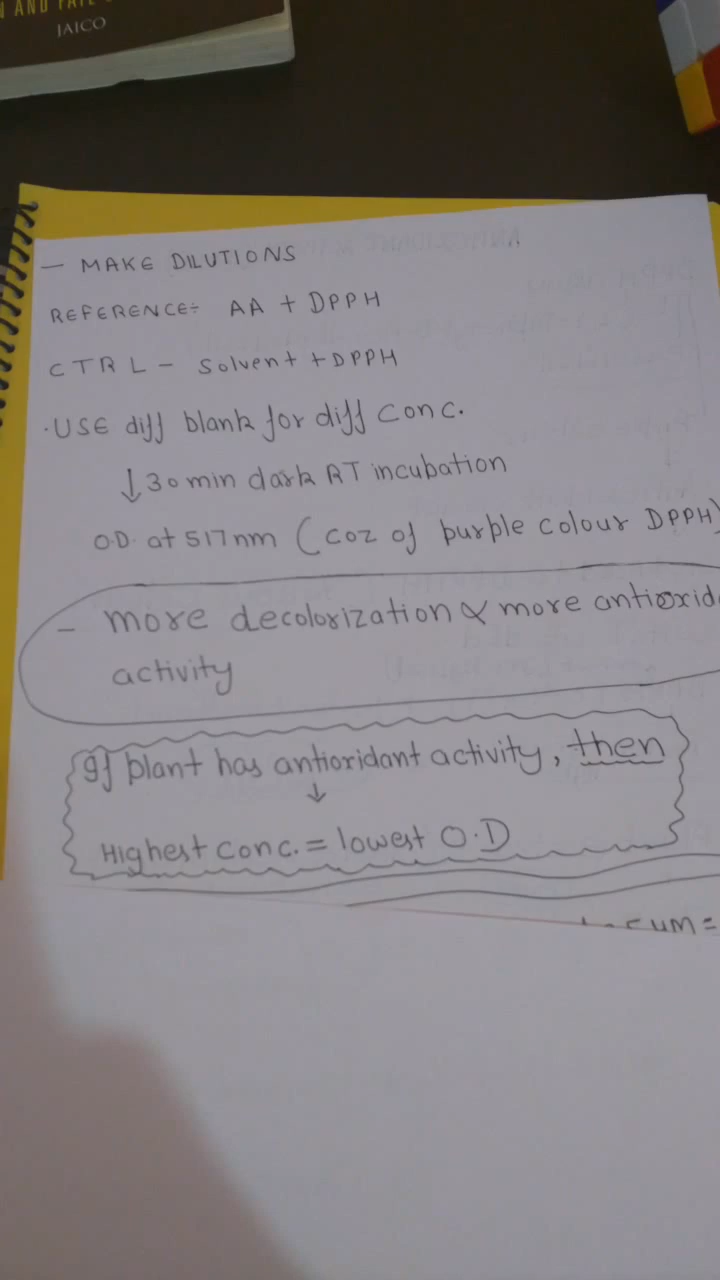 JAICO
— MAKE DILUTIONS
REFERENCE÷ AA + DPPH
CTRL – Solvent + DPPH
·USE diff blank for diff conc.
↓30 min dark RT incubation
O.D. at 517nm (coz of purple colour DPPH)
– more decolorization ∝ more antioxid
activity
If plant has antioxidant activity, then
↓
Highest conc. = lowest O.D